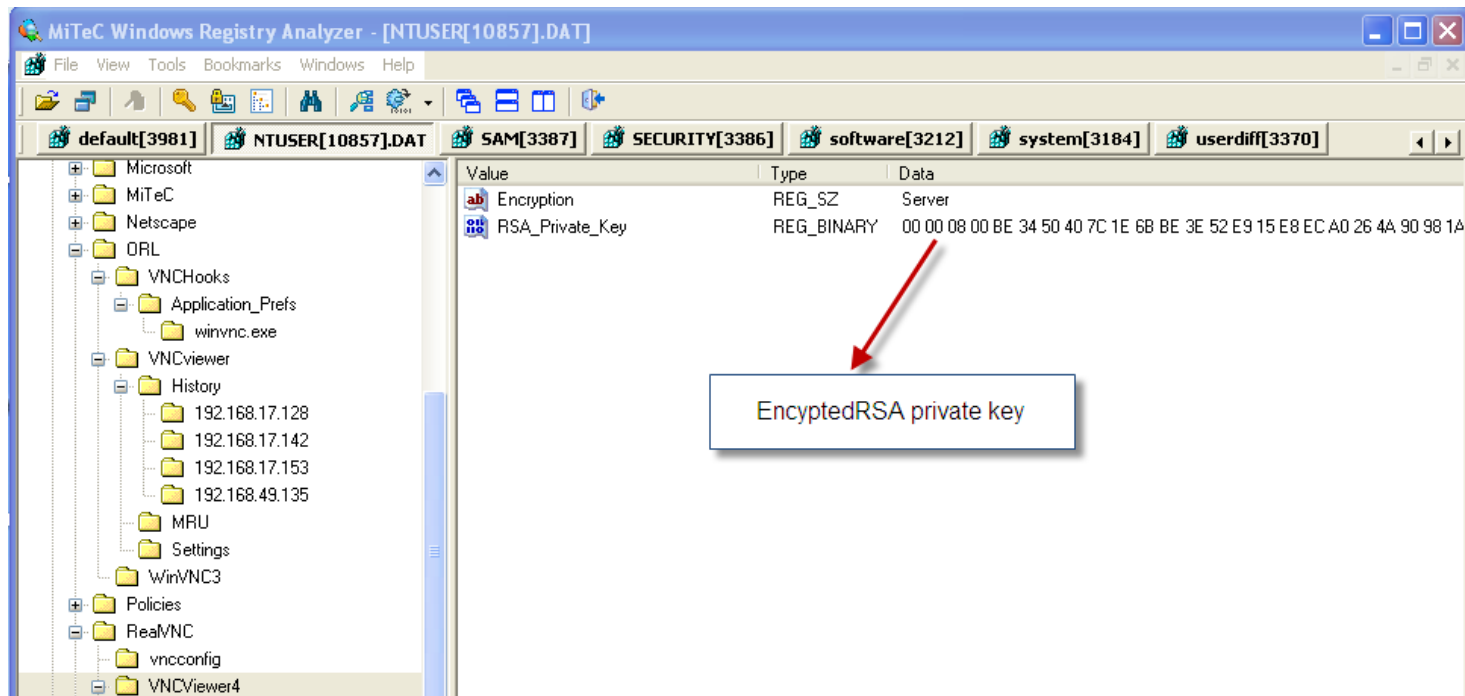 MiTeC Windows Registry Analyzer - [NTUSER[10857].DAT]
File View Tools Bookmarks Windows Help
default[3981] NTUSER[10857].DAT SAM[3387] SECURITY[3386] software[3212] system[3184] userdiff[3370]
Microsoft
MiTeC
Netscape
ORL
VNCHooks
Application_Prefs
winvnc.exe
VNCviewer
History
192.168.17.128
192.168.17.142
192.168.17.153
192.168.49.135
MRU
Settings
WinVNC3
Policies
RealVNC
vncconfig
VNCViewer4
Value Type Data
Encryption REG_SZ Server
RSA_Private_Key REG_BINARY 00 00 08 00 BE 34 50 40 7C 1E 6B BE 3E 52 E9 15 E8 EC A0 26 4A 90 98 1A
EncyptedRSA private key